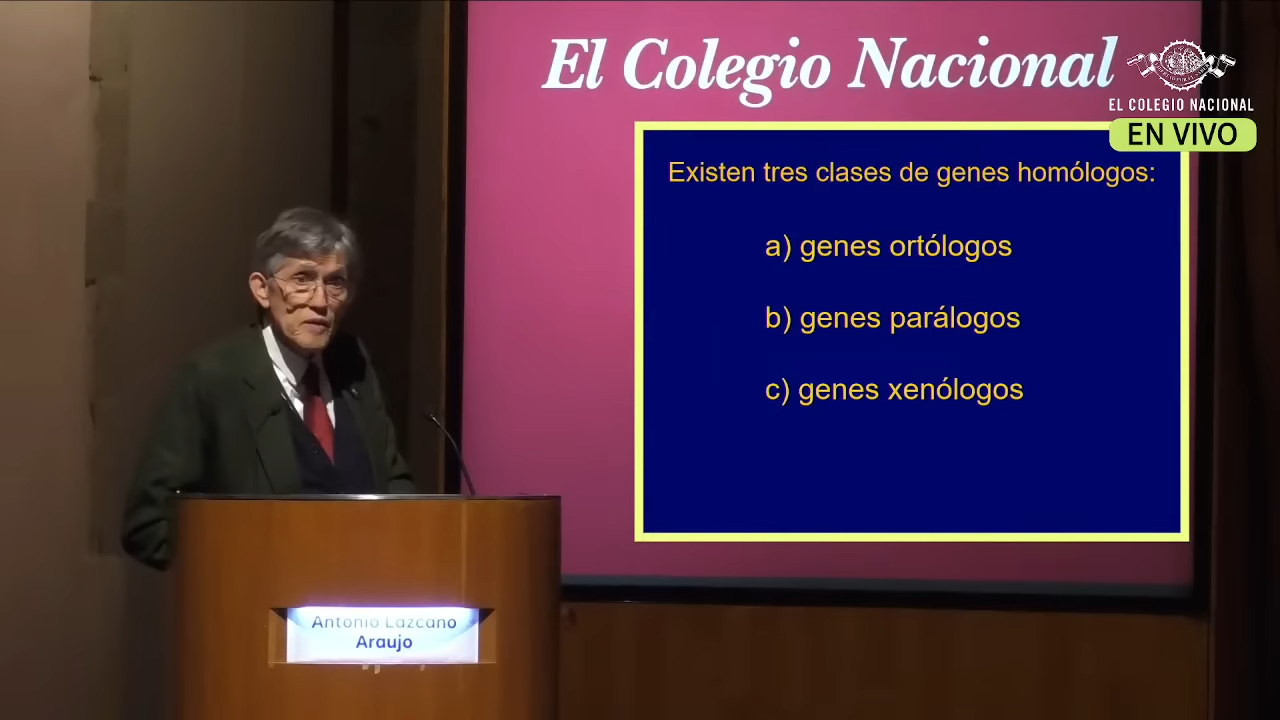 El Colegio Nacional
EL COLEGIO NACIONAL
EN VIVO
Existen tres clases de genes homólogos:
a) genes ortólogos
b) genes parálogos
c) genes xenólogos
Antonio Lazcano
Araujo